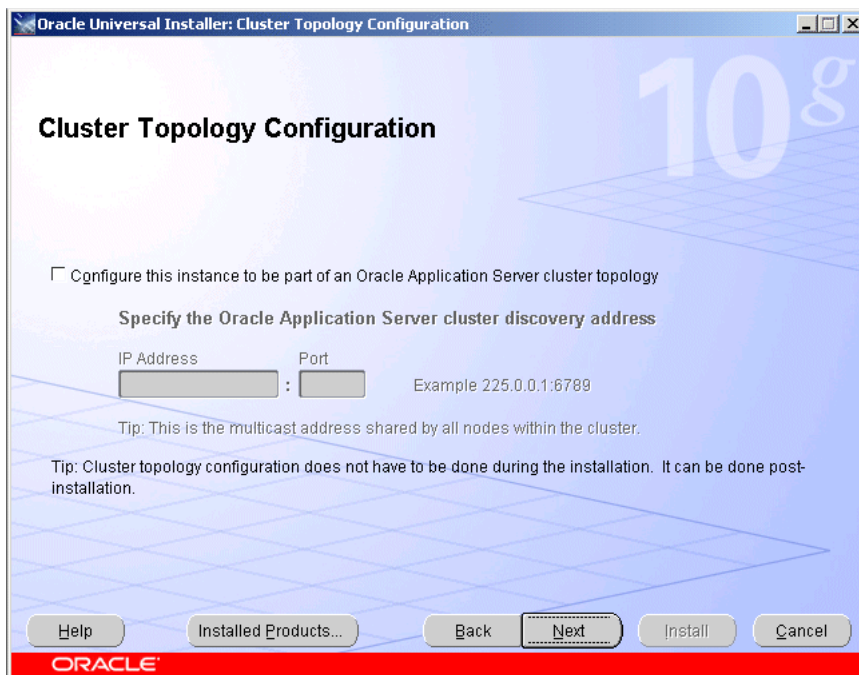 Oracle Universal Installer: Cluster Topology Configuration
10g
Cluster Topology Configuration
Configure this instance to be part of an Oracle Application Server cluster topology
Specify the Oracle Application Server cluster discovery address
IP Address Port
: Example 225.0.0.1:6789
Tip: This is the multicast address shared by all nodes within the cluster.
Tip: Cluster topology configuration does not have to be done during the installation. It can be done post-
installation.
Help Installed Products... Back Next Install Cancel
ORACLE